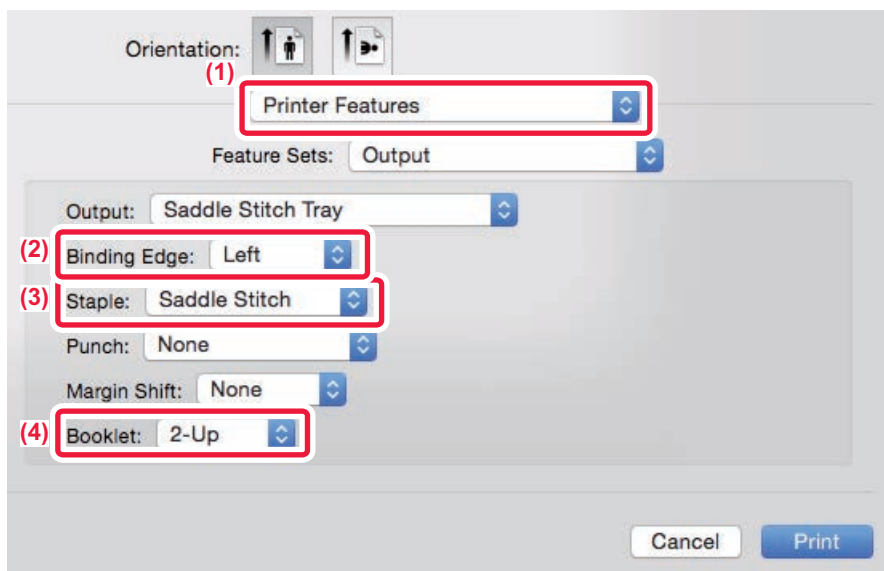 Orientation:
(1)
Printer Features
Feature Sets: Output
Output: Saddle Stitch Tray
(2) Binding Edge: Left
(3) Staple: Saddle Stitch
Punch: None
Margin Shift: None
(4) Booklet: 2-Up
Cancel Print